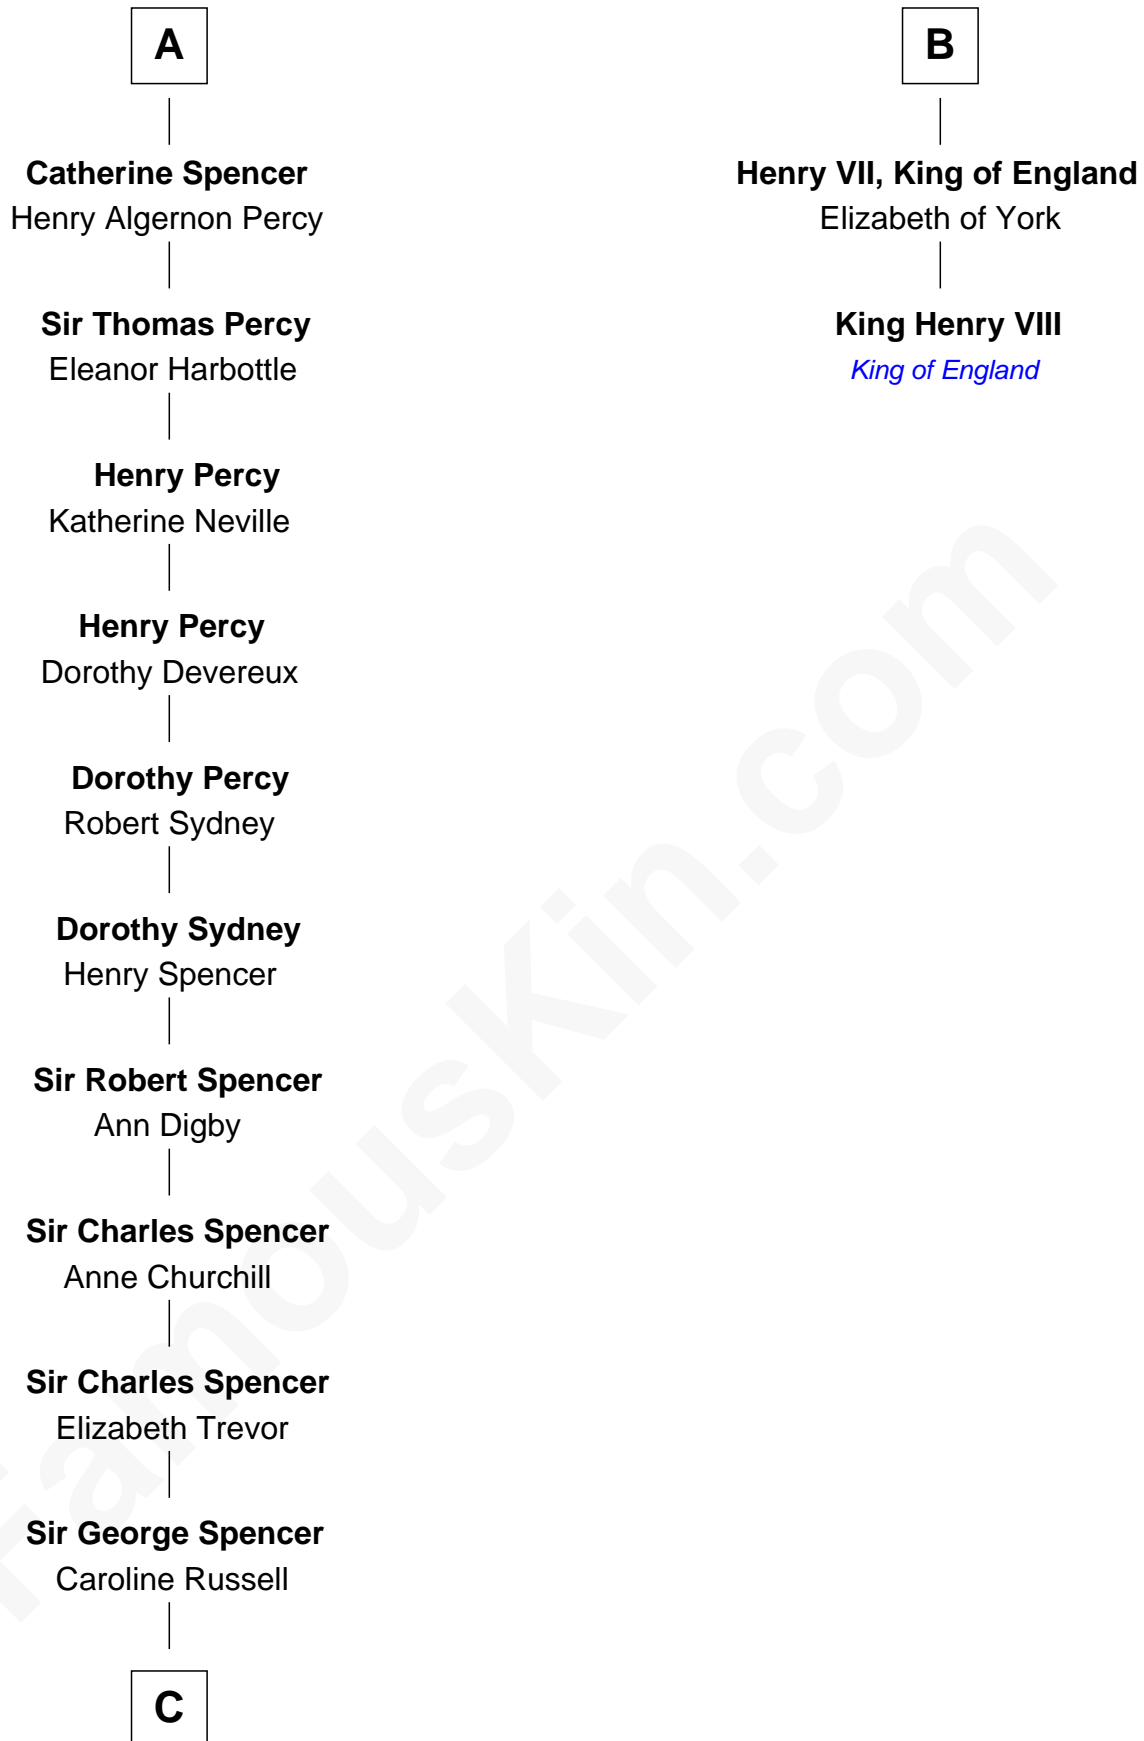 A
Catherine Spencer
Henry Algernon Percy
Sir Thomas Percy
Eleanor Harbottle
Henry Percy
Katherine Neville
Henry Percy
Dorothy Devereux
Dorothy Percy
Robert Sydney
Dorothy Sydney
Henry Spencer
Sir Robert Spencer
Ann Digby
Sir Charles Spencer
Anne Churchill
Sir Charles Spencer
Elizabeth Trevor
Sir George Spencer
Caroline Russell
C
B
Henry VII, King of England
Elizabeth of York
King Henry VIII
King of England
FamousKin.com